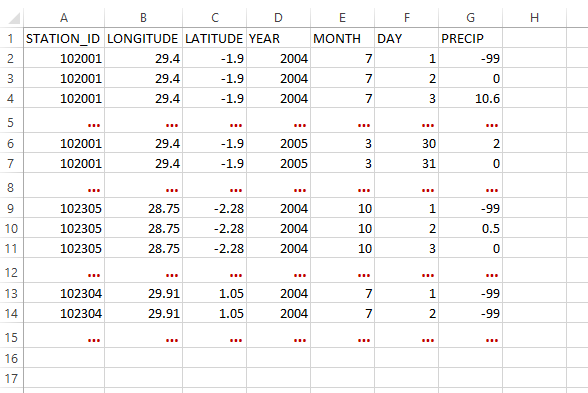 A B C D E F G H
1 STATION_ID LONGITUDE LATITUDE YEAR MONTH DAY PRECIP
2 102001 29.4 -1.9 2004 7 1 -99
3 102001 29.4 -1.9 2004 7 2 0
4 102001 29.4 -1.9 2004 7 3 10.6
5 ... ... ... ... ... ... ...
6 102001 29.4 -1.9 2005 3 30 2
7 102001 29.4 -1.9 2005 3 31 0
8 ... ... ... ... ... ... ...
9 102305 28.75 -2.28 2004 10 1 -99
10 102305 28.75 -2.28 2004 10 2 0.5
11 102305 28.75 -2.28 2004 10 3 0
12 ... ... ... ... ... ... ...
13 102304 29.91 1.05 2004 7 1 -99
14 102304 29.91 1.05 2004 7 2 -99
15 ... ... ... ... ... ... ...
16
17